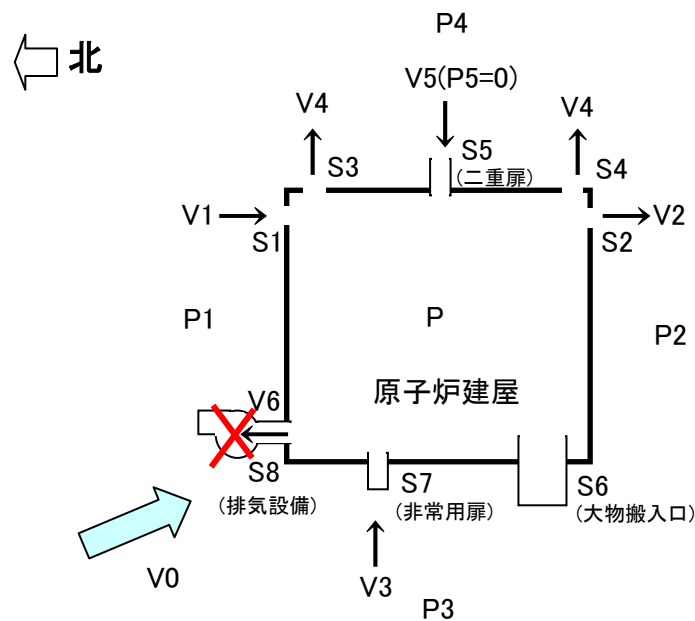 P4
北
V5(P5=0)
V4
V4
S5
(二重扉)
S3
S4
V1
V2
S1
S2
P1
P
P2
原子炉建屋
V6
S8
(排気設備)
S7
(非常用扉)
S6
(大物搬入口)
V0
V3
P3